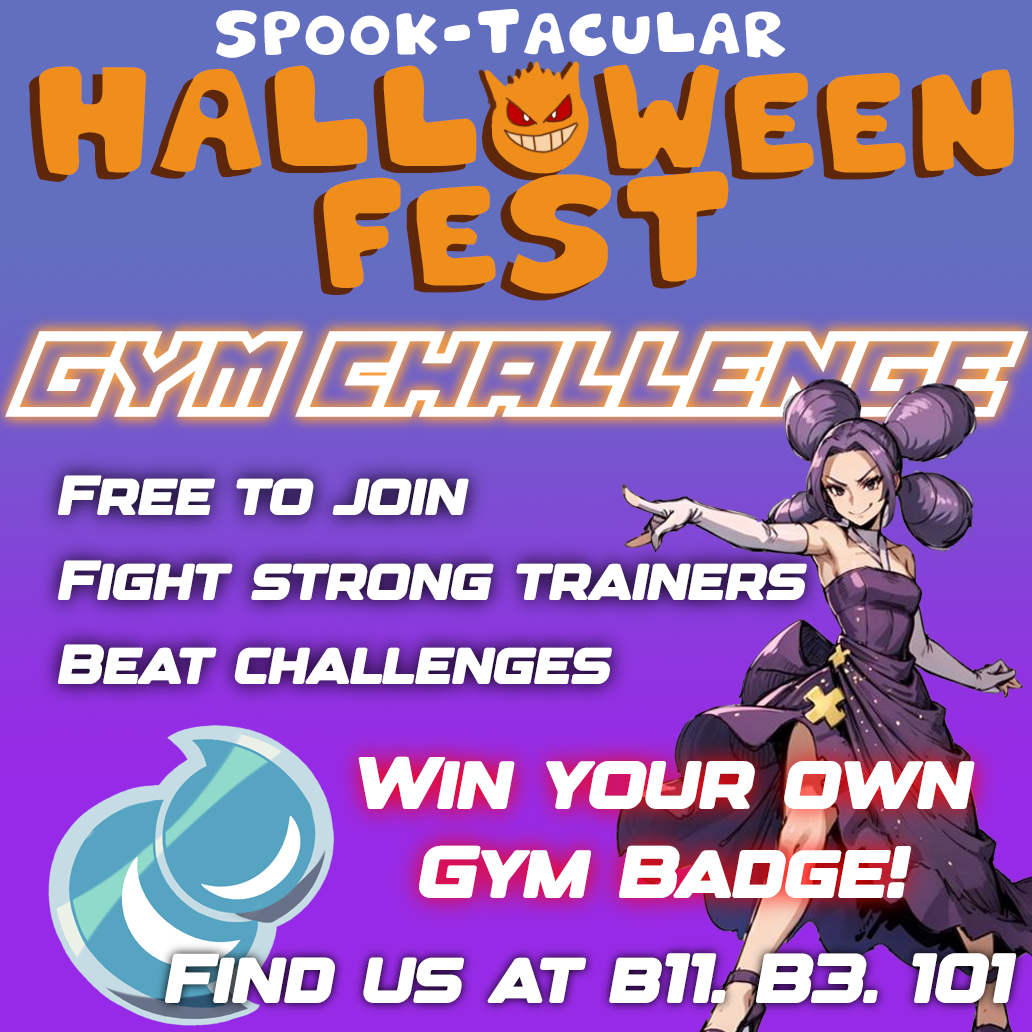 SPOOK-TACULAR
HALLOWEEN
FEST
GYM CHALLENGE
FREE TO JOIN
FIGHT STRONG TRAINERS
BEAT CHALLENGES
WIN YOUR OWN
GYM BADGE!
FIND US AT B11. B3. 101